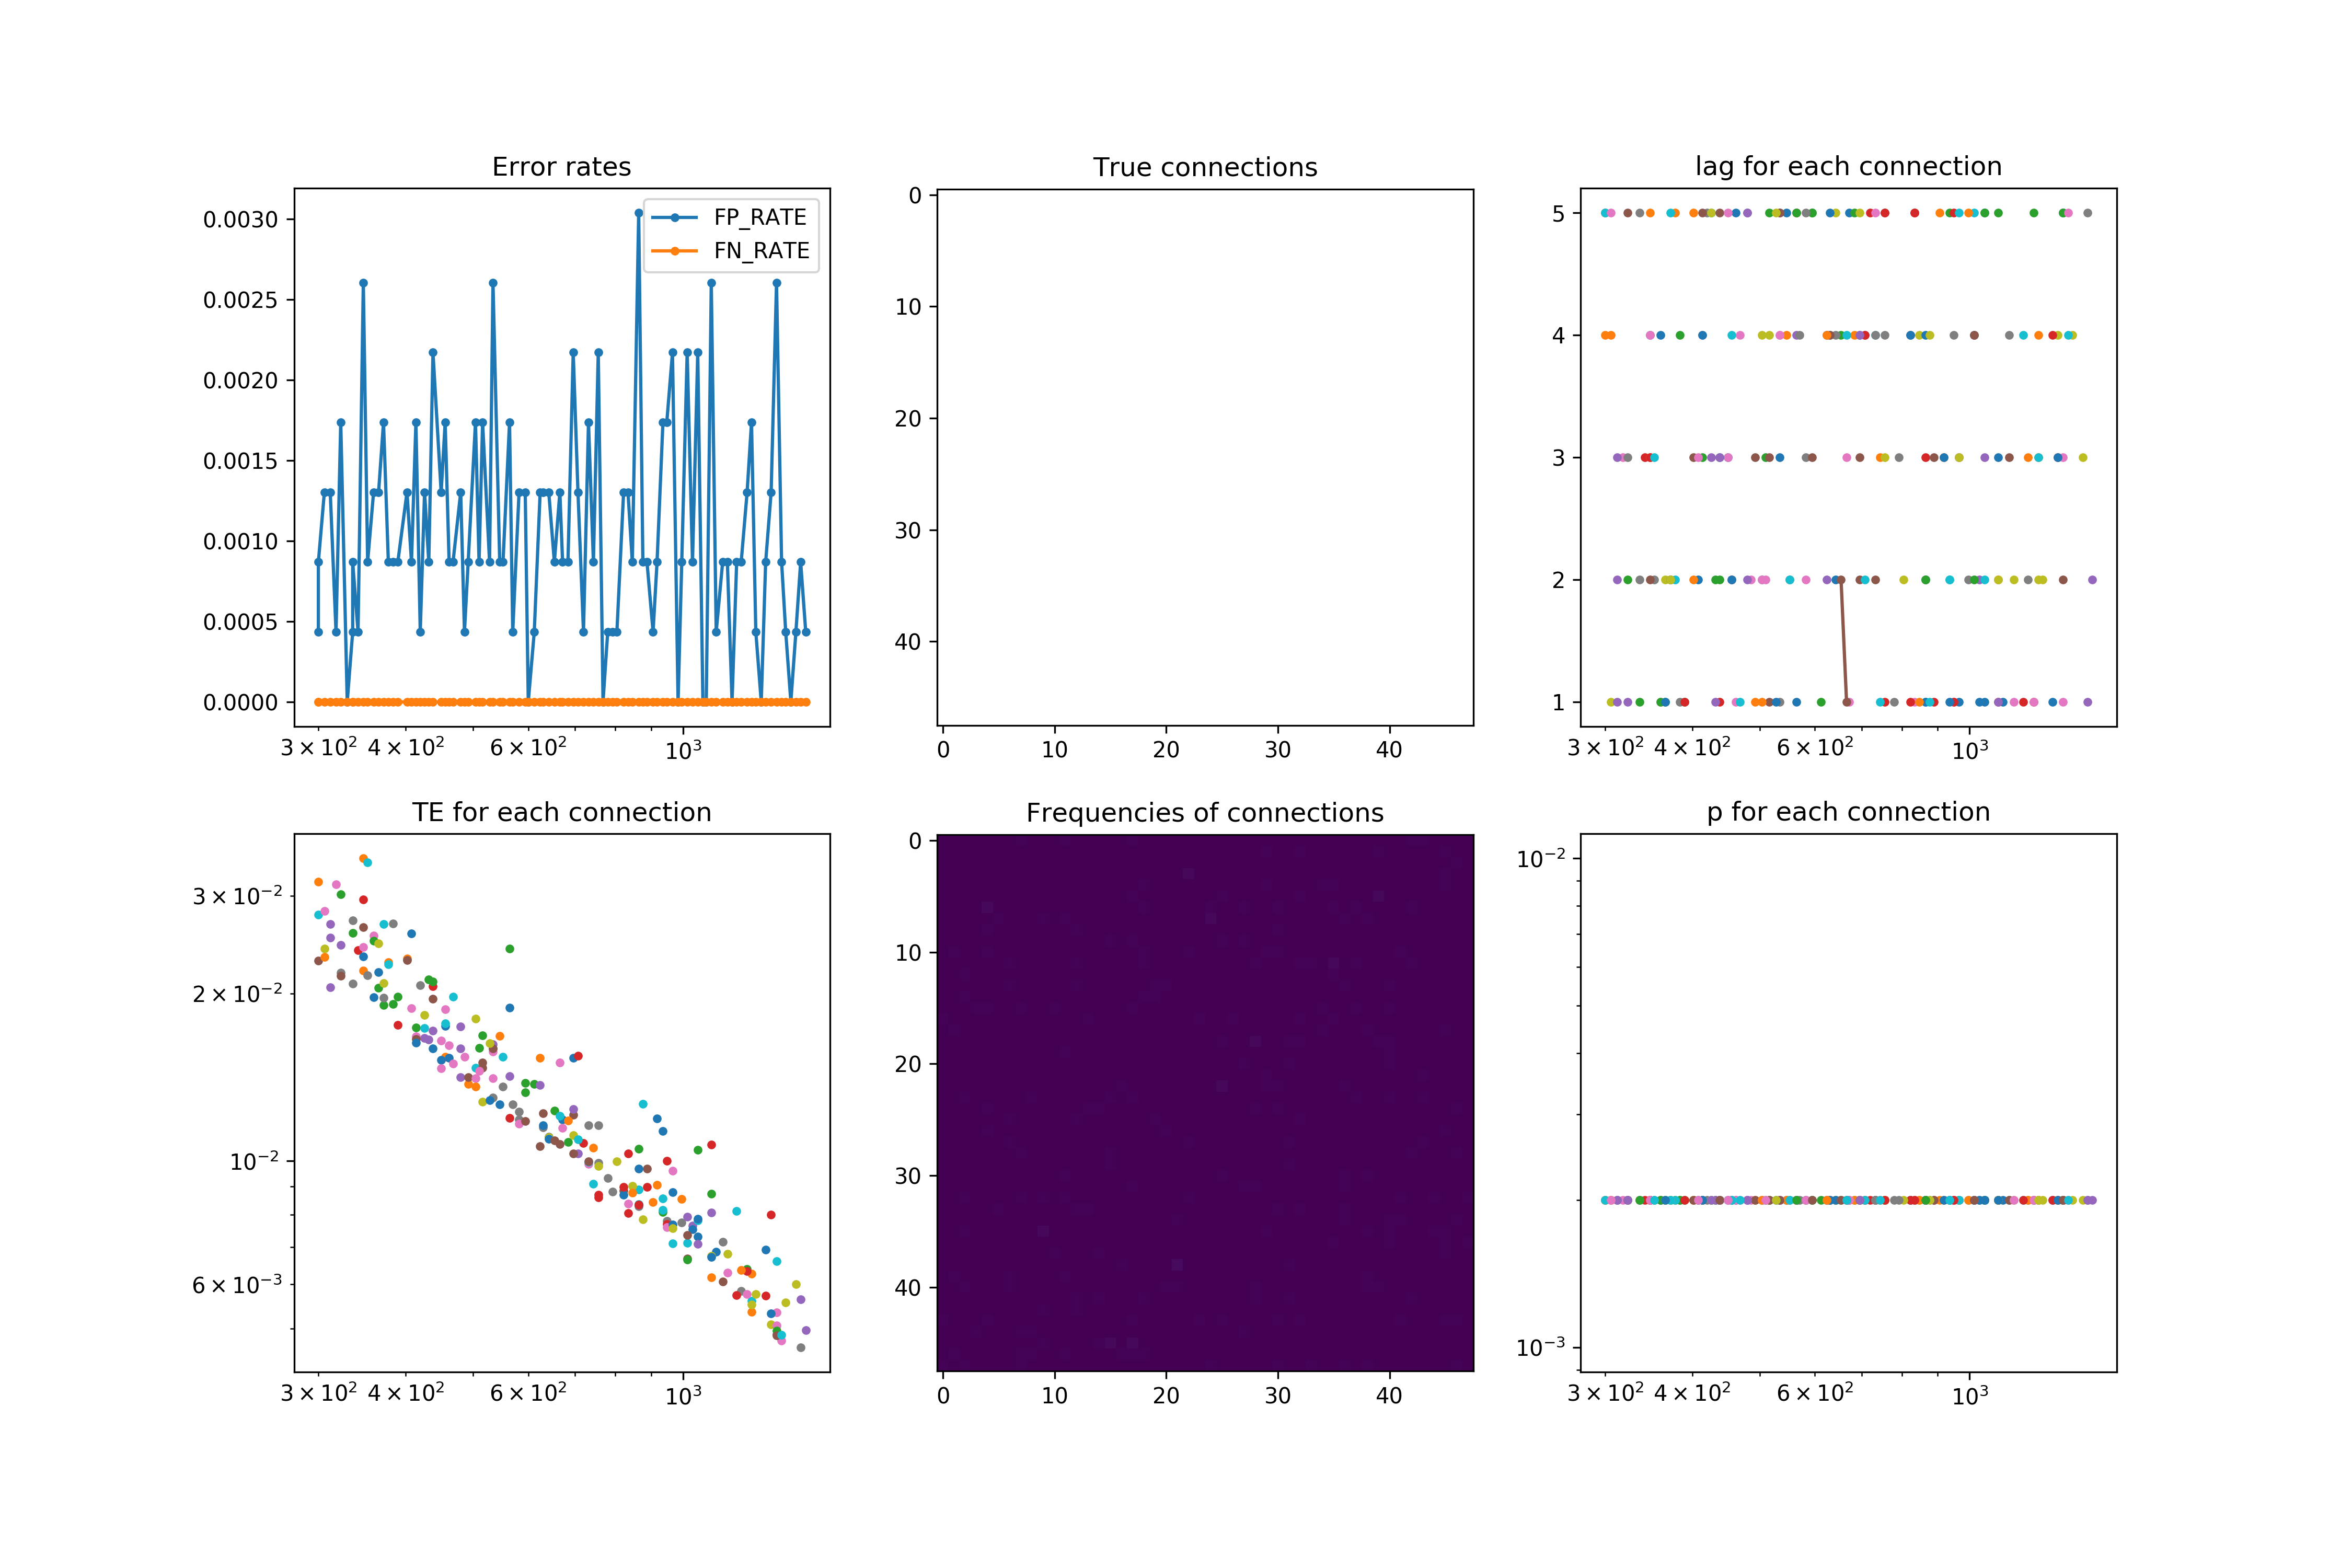 Error rates
0.0030
0.0025
0.0020
0.0015
0.0010
0.0005
0.0000
FP_RATE
FN_RATE
3 × 10² 4 × 10² 6 × 10² 10³
True connections
0
10
20
30
40
0 10 20 30 40
lag for each connection
5
4
3
2
1
3 × 10² 4 × 10² 6 × 10² 10³
TE for each connection
3 × 10⁻²
2 × 10⁻²
10⁻²
6 × 10⁻³
3 × 10² 4 × 10² 6 × 10² 10³
Frequencies of connections
0
10
20
30
40
0 10 20 30 40
p for each connection
10⁻²
10⁻³
3 × 10² 4 × 10² 6 × 10² 10³